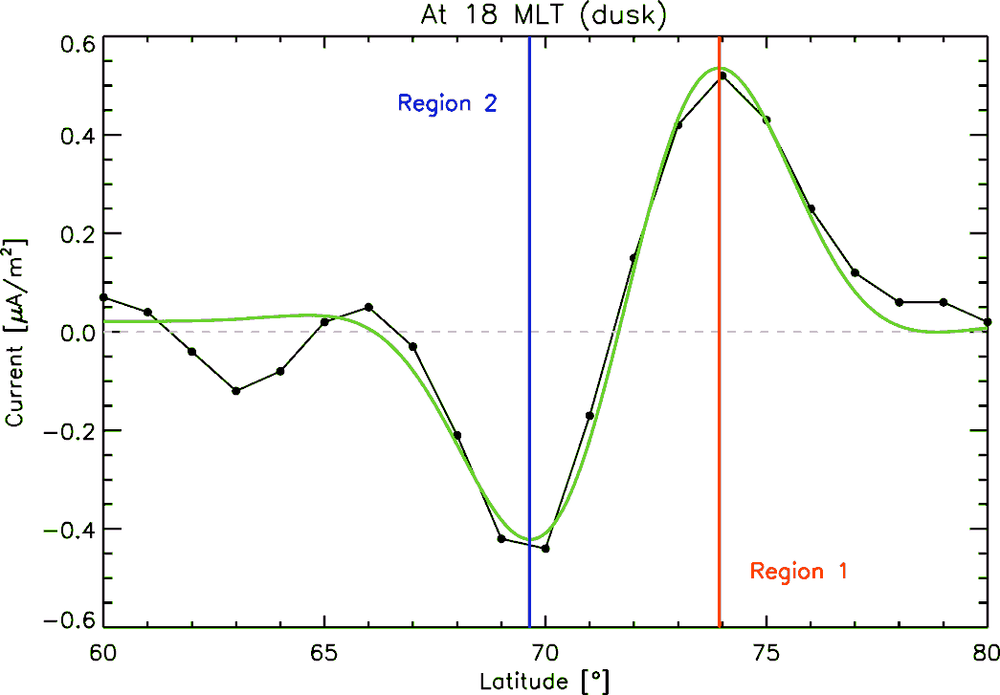 At 18 MLT (dusk)
0.6
0.4
0.2
0.0
−0.2
−0.4
−0.6
Current [μA/m²]
Region 2
Region 1
60
65
70
75
80
Latitude [°]